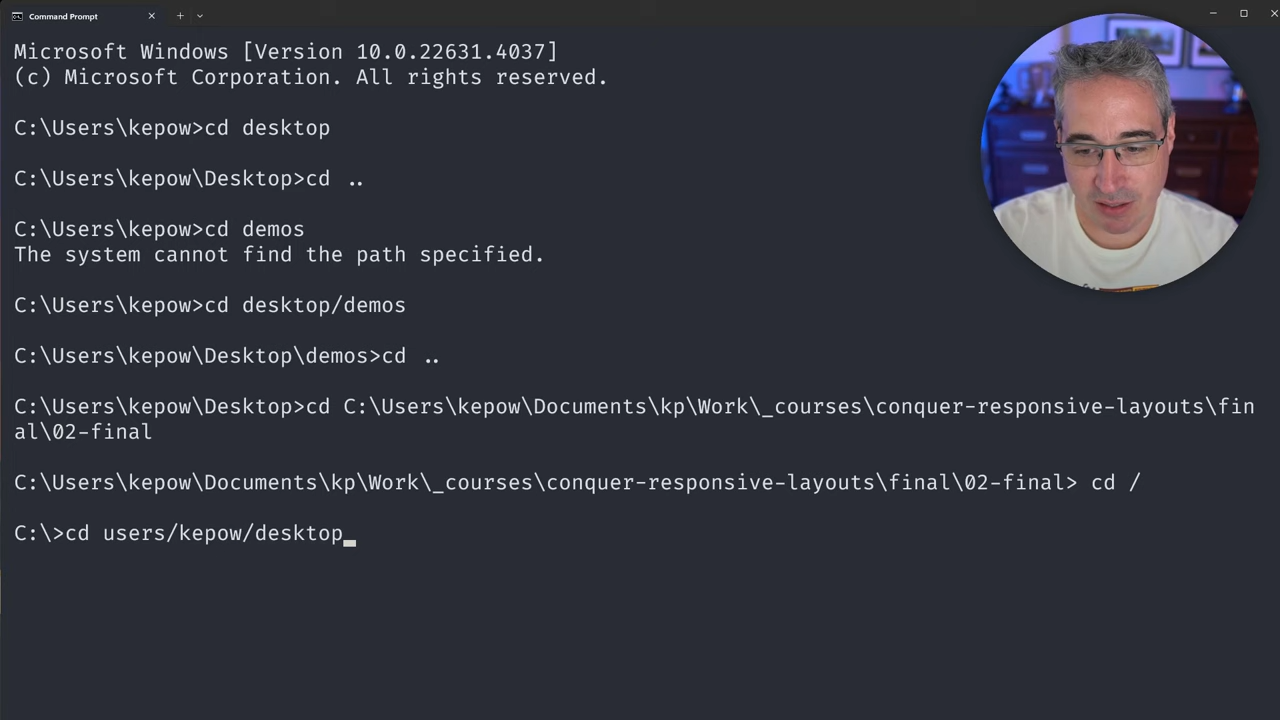 Command Prompt
Microsoft Windows [Version 10.0.22631.4037]
(c) Microsoft Corporation. All rights reserved.
C:\Users\kepow>cd desktop
C:\Users\kepow\Desktop>cd ..
C:\Users\kepow>cd demos
The system cannot find the path specified.
C:\Users\kepow>cd desktop/demos
C:\Users\kepow\Desktop\demos>cd ..
C:\Users\kepow\Desktop>cd C:\Users\kepow\Documents\kp\Work\_courses\conquer-responsive-layouts\fin
al\02-final
C:\Users\kepow\Documents\kp\Work\_courses\conquer-responsive-layouts\final\02-final> cd /
C:\>cd users/kepow/desktop